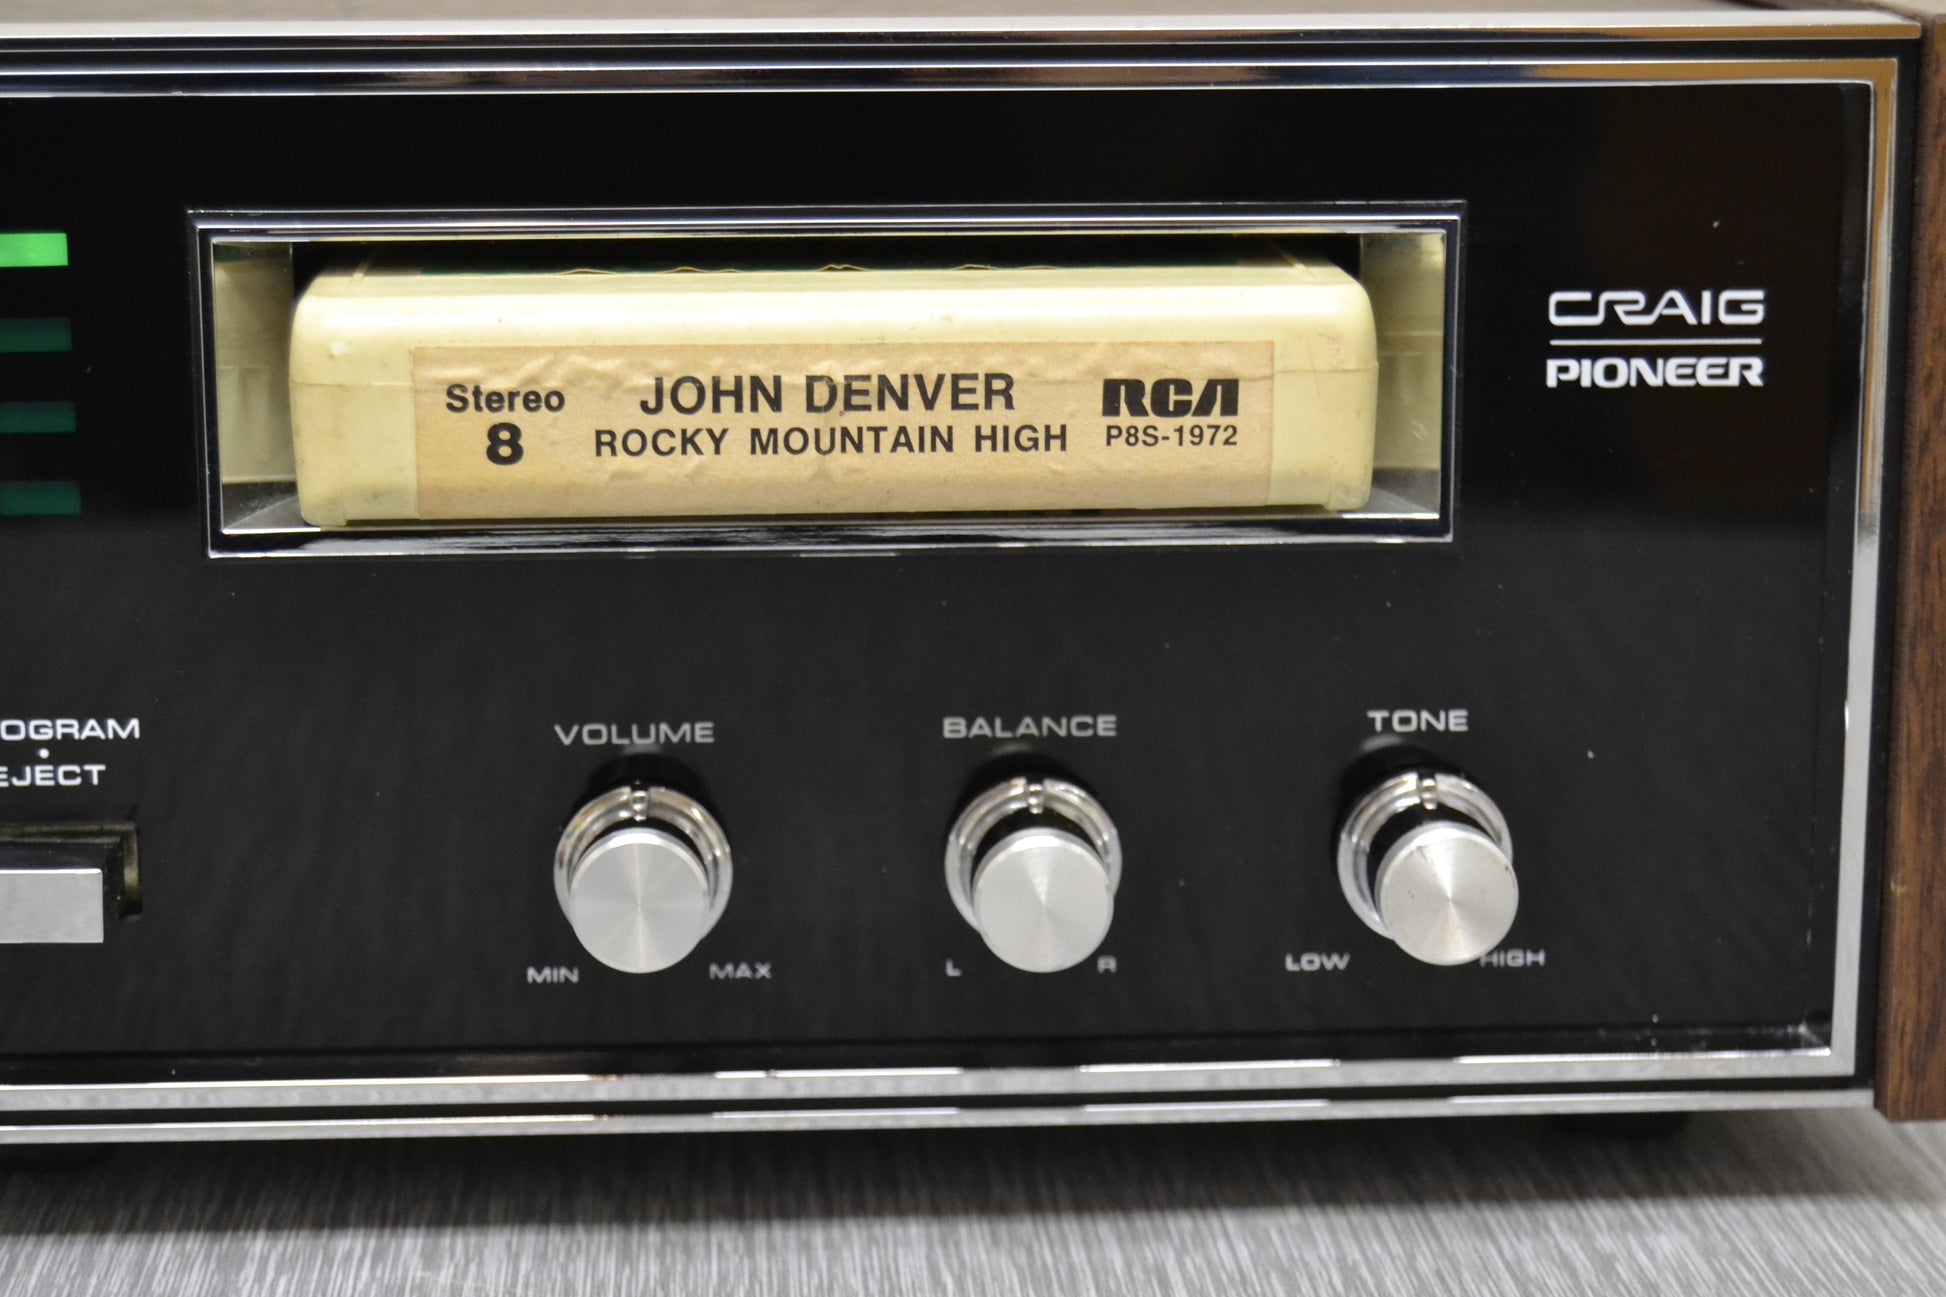 Stereo
8
JOHN DENVER
ROCKY MOUNTAIN HIGH
RCA
P8S-1972
CRAIG
PIONEER
OGRAM
EJECT
VOLUME
MIN MAX
BALANCE
L R
TONE
LOW HIGH